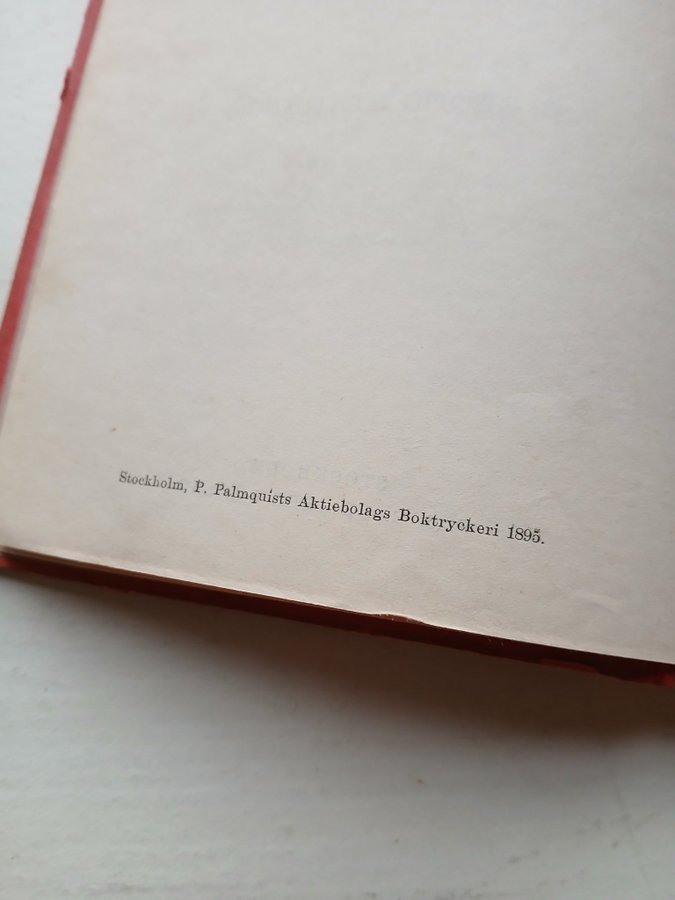 Stockholm, P. Palmquists Aktiebolags Boktryckeri 1895.